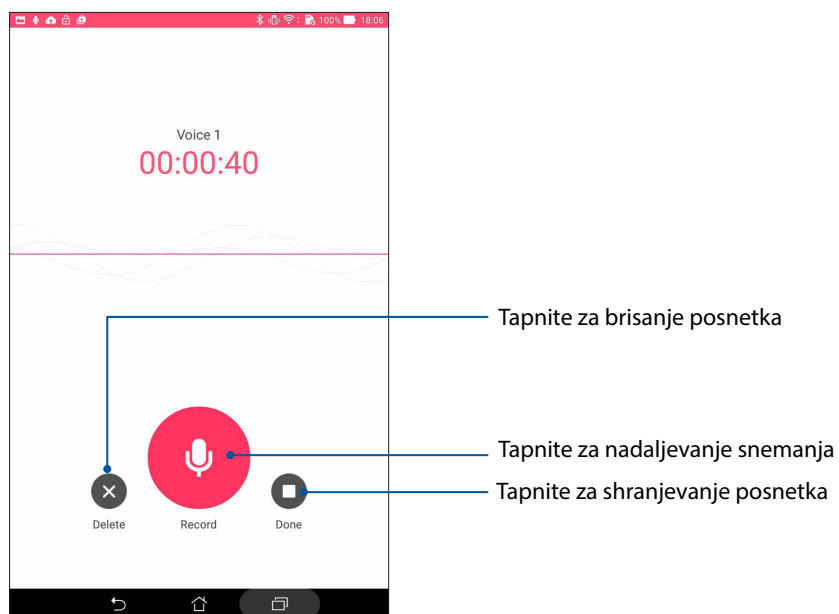 100% 18:06
Voice 1
00:00:40
Tapnite za brisanje posnetka
Tapnite za nadaljevanje snemanja
Tapnite za shranjevanje posnetka
Delete Record Done